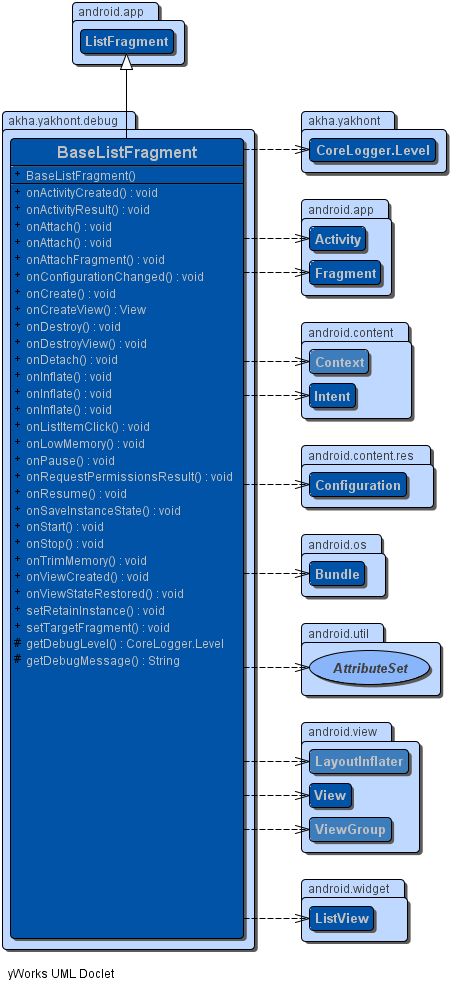 android.app
ListFragment
akha.yakhont.debug
BaseListFragment
+ BaseListFragment()
+ onActivityCreated() : void
+ onActivityResult() : void
+ onAttach() : void
+ onAttach() : void
+ onAttachFragment() : void
+ onConfigurationChanged() : void
+ onCreate() : void
+ onCreateView() : View
+ onDestroy() : void
+ onDestroyView() : void
+ onDetach() : void
+ onInflate() : void
+ onInflate() : void
+ onInflate() : void
+ onListItemClick() : void
+ onLowMemory() : void
+ onPause() : void
+ onRequestPermissionsResult() : void
+ onResume() : void
+ onSaveInstanceState() : void
+ onStart() : void
+ onStop() : void
+ onTrimMemory() : void
+ onViewCreated() : void
+ onViewStateRestored() : void
+ setRetainInstance() : void
+ setTargetFragment() : void
# getDebugLevel() : CoreLogger.Level
# getDebugMessage() : String
akha.yakhont
CoreLogger.Level
android.app
Activity
Fragment
android.content
Context
Intent
android.content.res
Configuration
android.os
Bundle
android.util
AttributeSet
android.view
LayoutInflater
View
ViewGroup
android.widget
ListView
yWorks UML Doclet